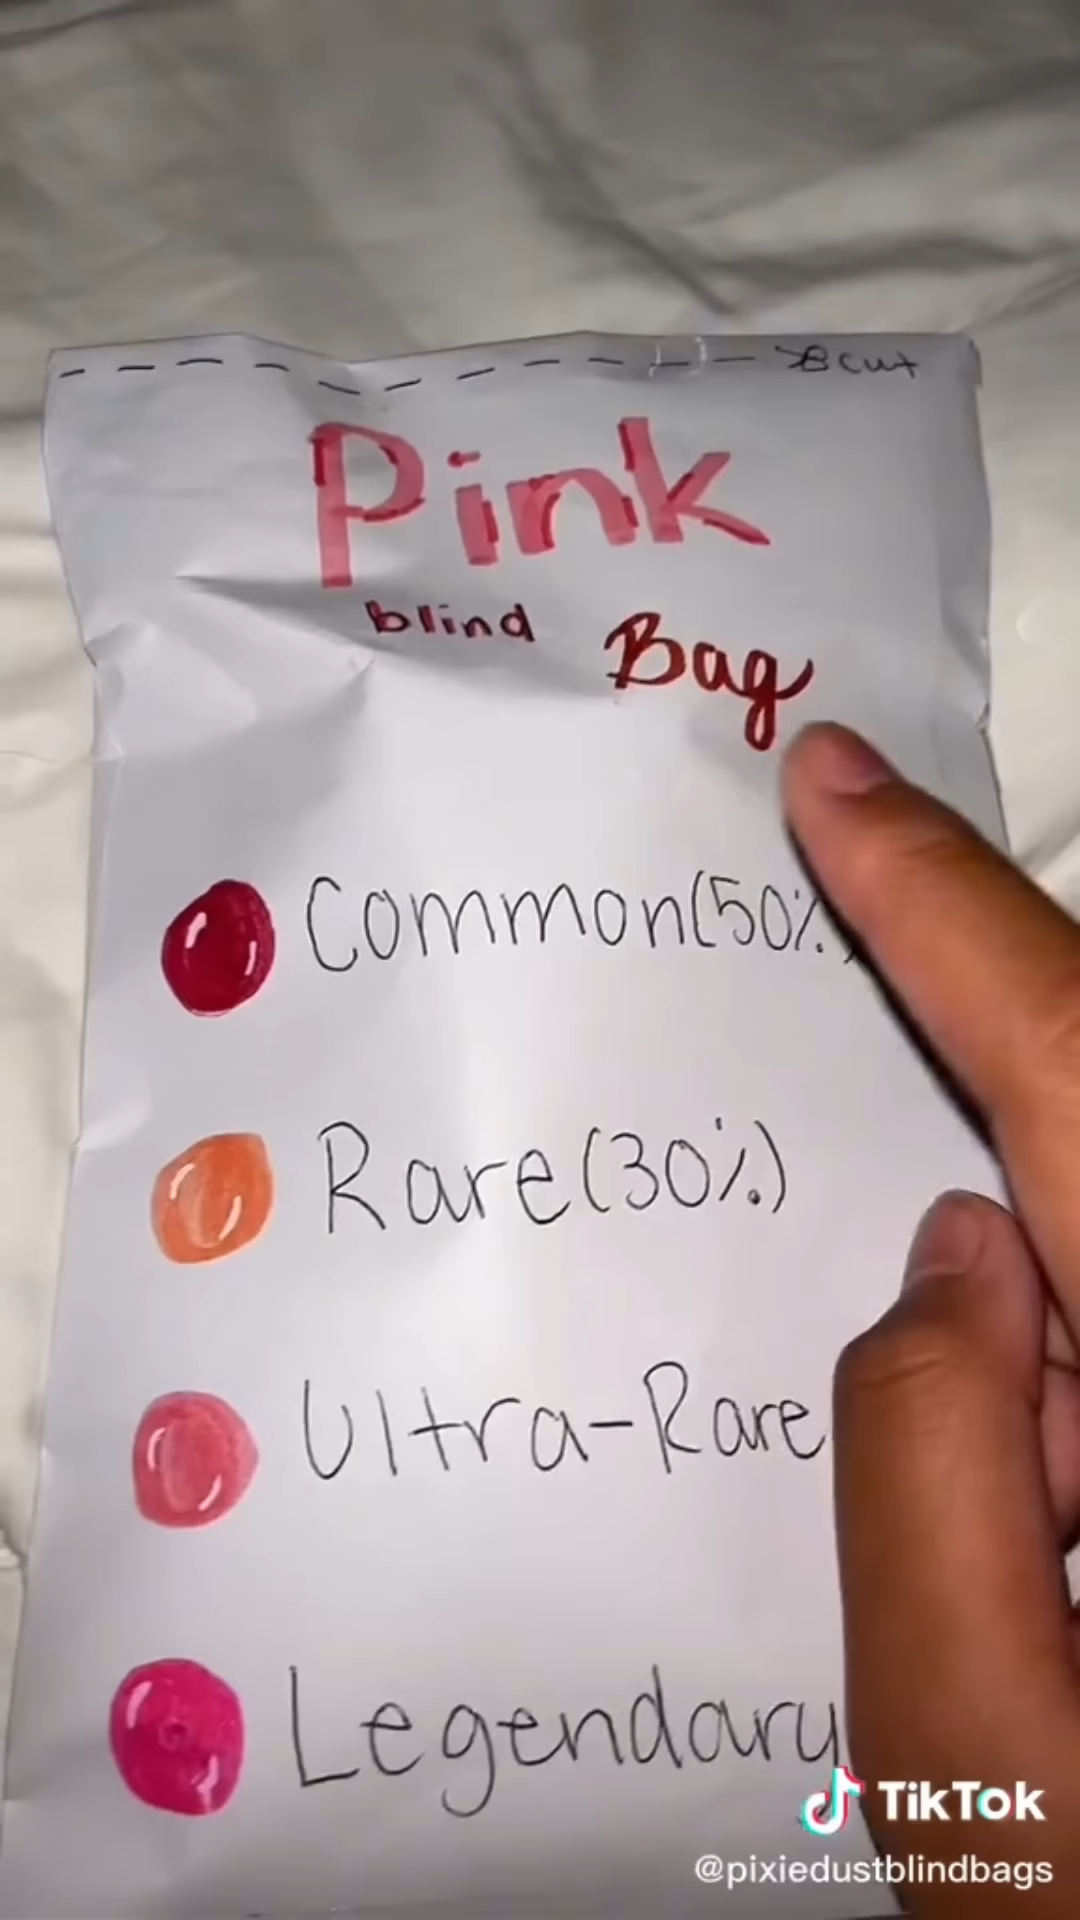 ✂cut
Pink
blind Bag
Common(50%)
Rare(30%)
Ultra-Rare
Legendary
TikTok
@pixiedustblindbags